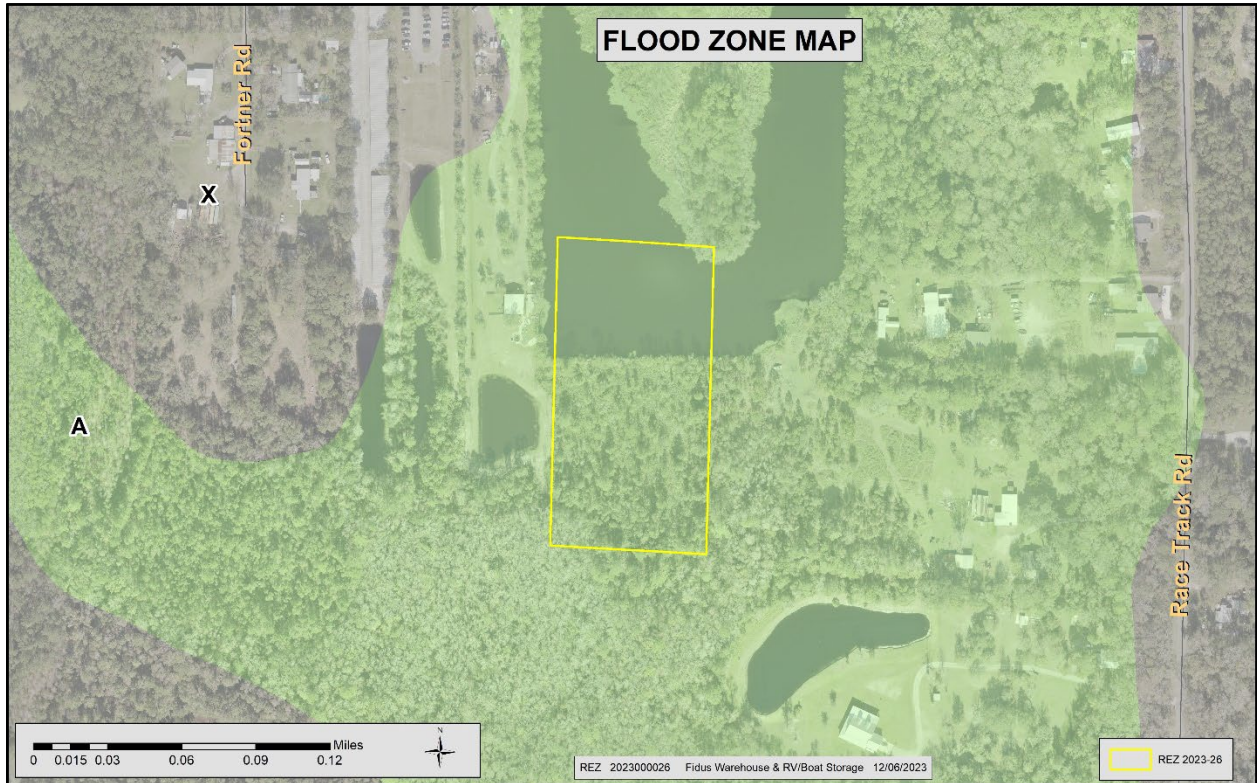 FLOOD ZONE MAP
Fortner Rd
X
A
Race Track Rd
Miles
0 0.015 0.03 0.06 0.09 0.12
N
REZ 2023000026 Fidus Warehouse & RV/Boat Storage 12/06/2023
REZ 2023-26